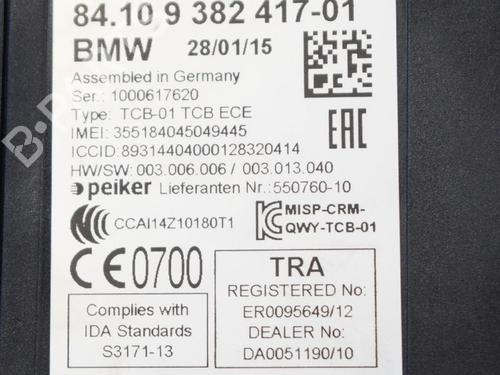 84.10 9 382 417-01
BMW 28/01/15
Assembled in Germany
Ser.: 1000617620
Type: TCB-01 TCB ECE
IMEI: 355184045049445
ICCID:89314404000128320414
HW/SW: 003.006.006 / 003.013.040
peiker Lieferanten Nr.:550760-10
EAC
CCAI14Z10180T1
MISP-CRM-
QWY-TCB-01
CE0700
Complies with
IDA Standards
S3171-13
TRA
REGISTERED No:
ER0095649/12
DEALER No:
DA0051190/10